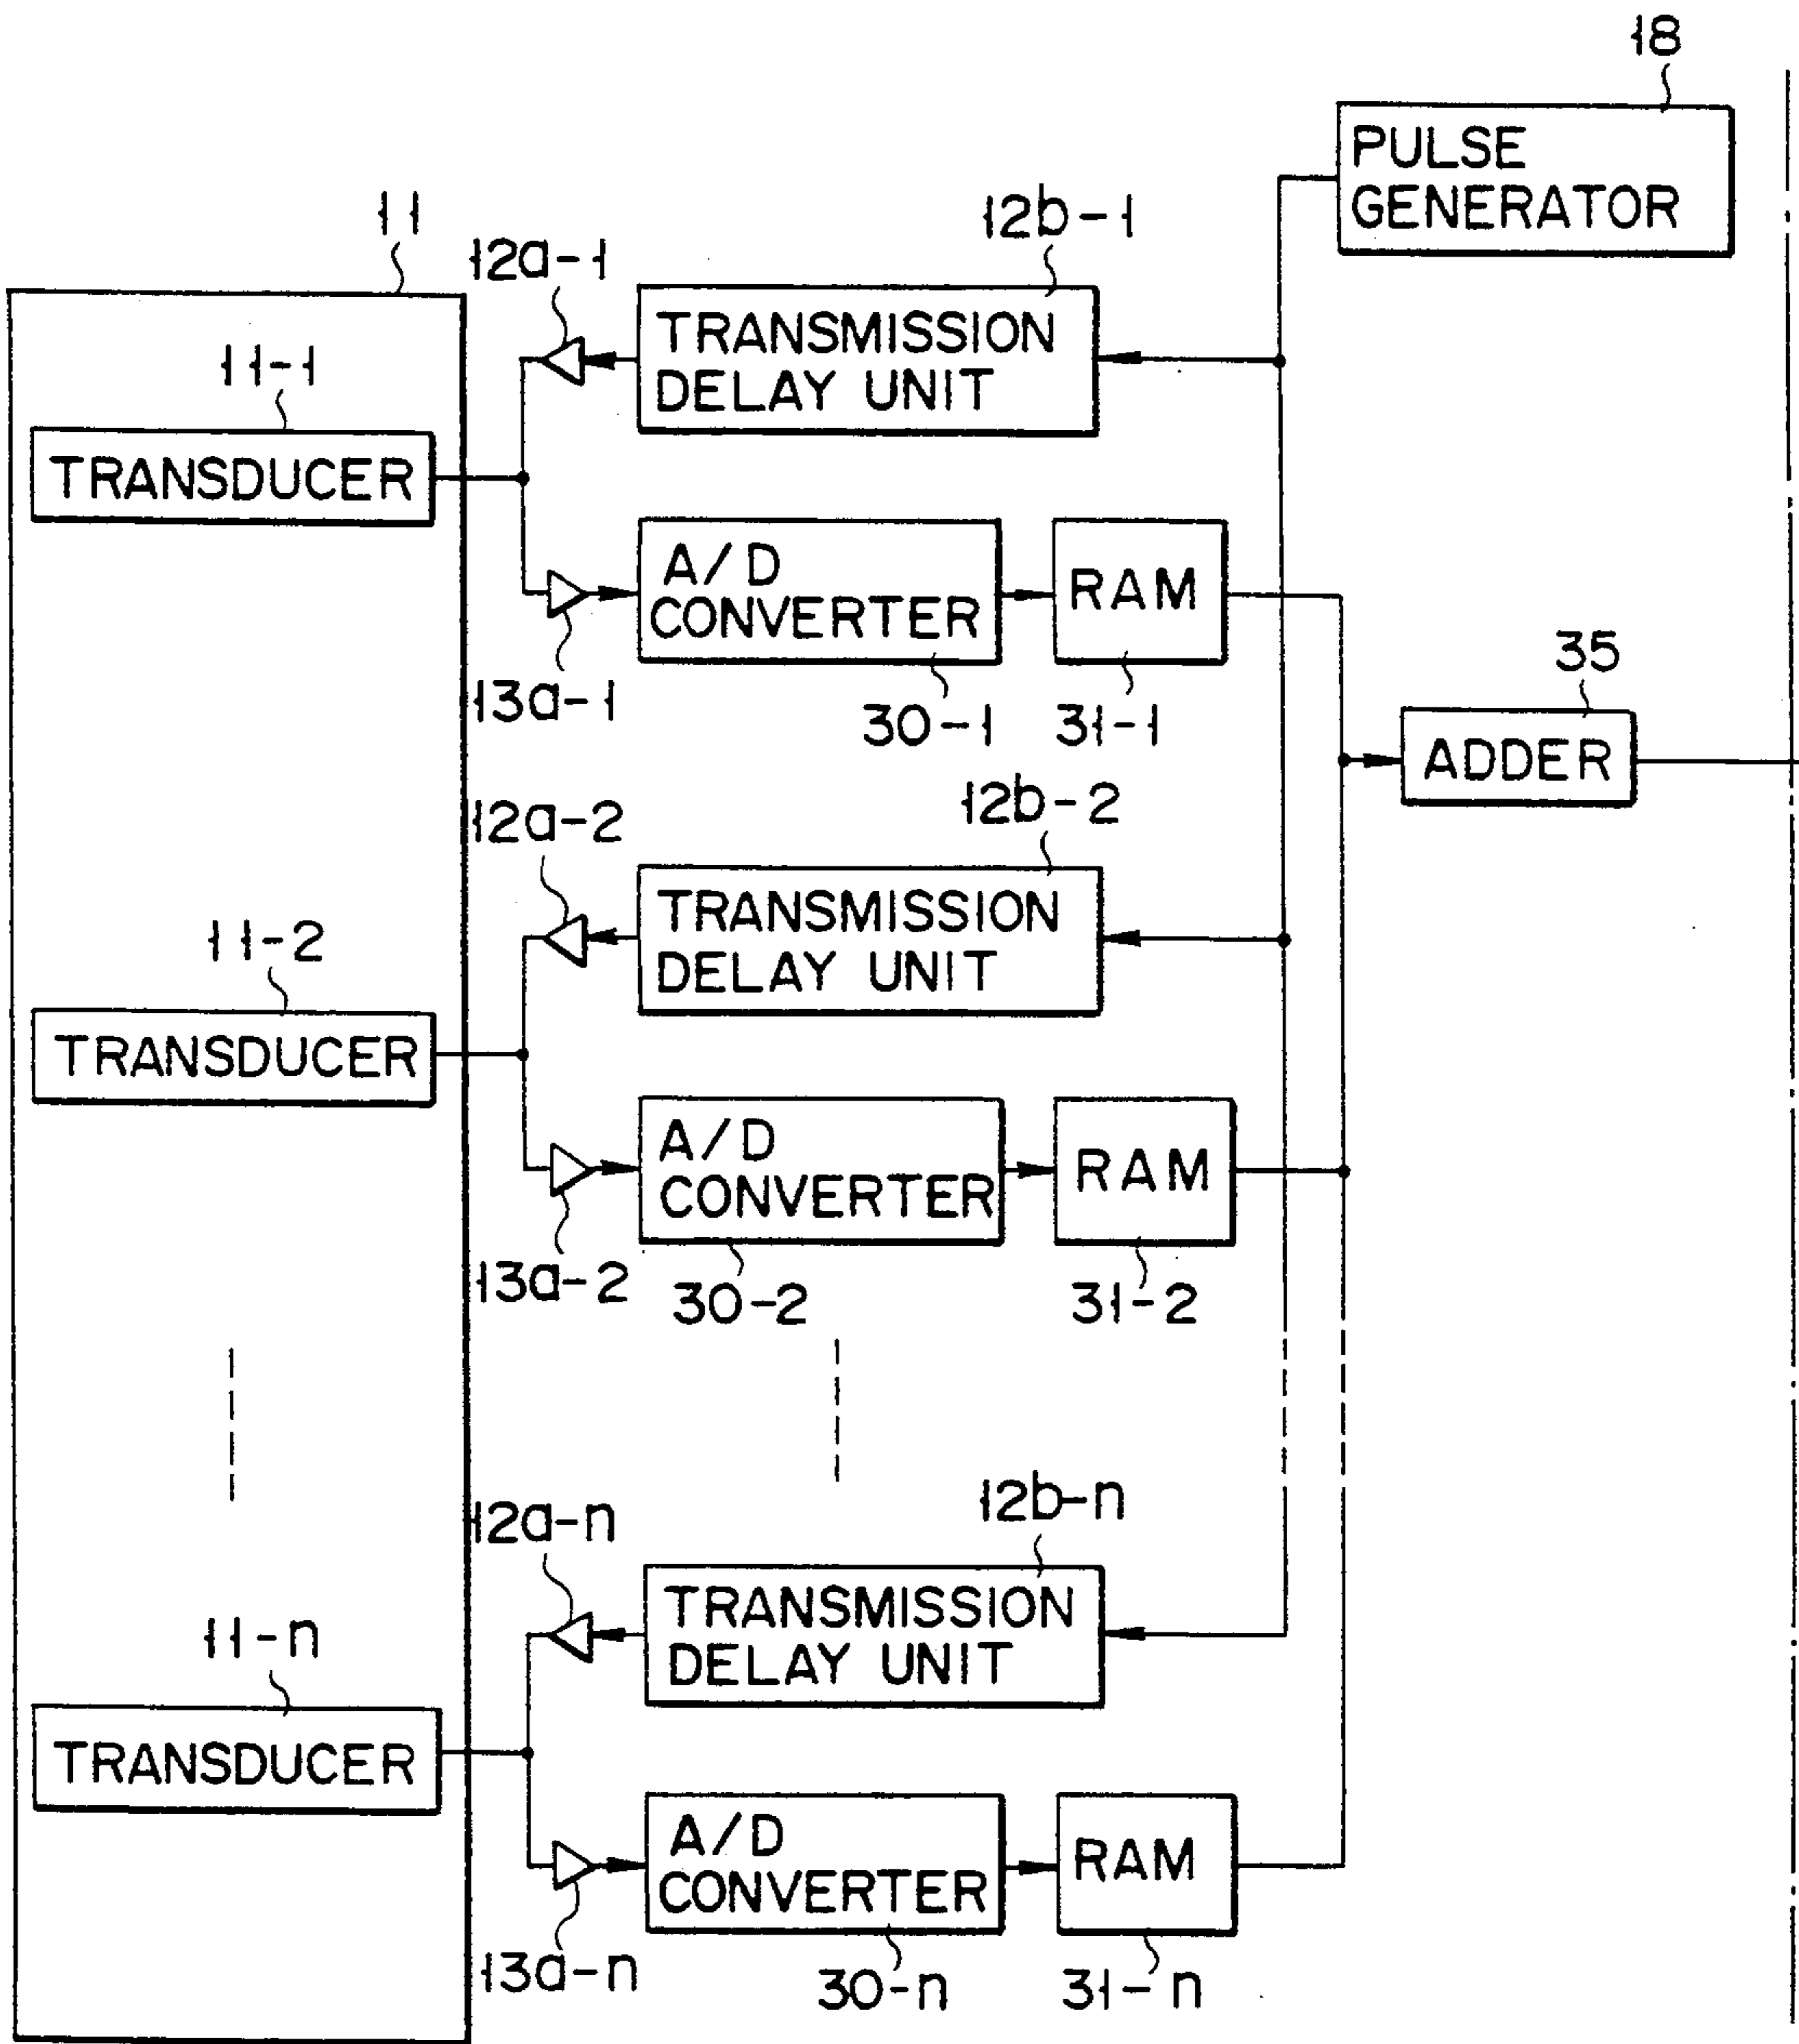 18
PULSE
GENERATOR
11
12a-1
12b-1
TRANSMISSION
DELAY UNIT
11-1
TRANSDUCER
A/D
CONVERTER
RAM
13a-1
30-1
31-1
35
ADDER
12a-2
12b-2
TRANSMISSION
DELAY UNIT
11-2
TRANSDUCER
A/D
CONVERTER
RAM
13a-2
30-2
31-2
12a-n
12b-n
TRANSMISSION
DELAY UNIT
11-n
TRANSDUCER
A/D
CONVERTER
RAM
13a-n
30-n
31-n